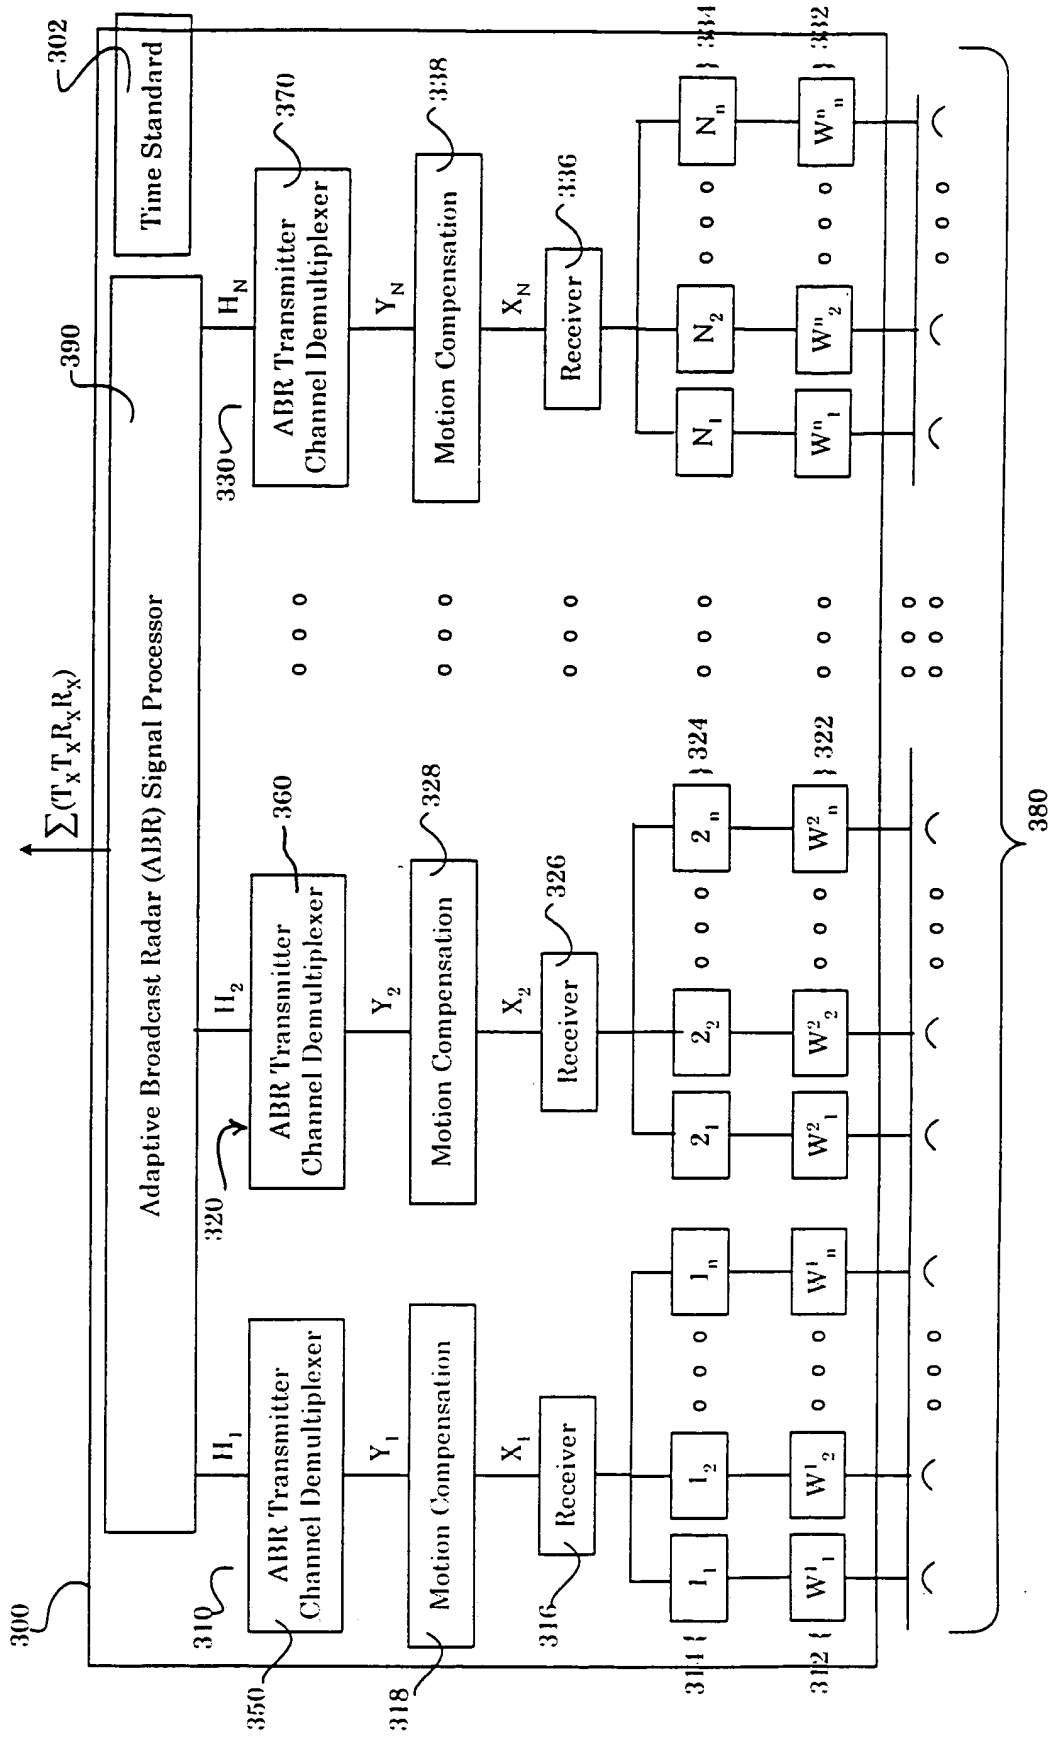 300
302
Time Standard
∑(TₓTₓRₓRₓ)
390
Adaptive Broadcast Radar (ABR) Signal Processor
310
H₁
320
H₂
330
H_N
350
ABR Transmitter
Channel Demultiplexer
360
ABR Transmitter
Channel Demultiplexer
370
ABR Transmitter
Channel Demultiplexer
Y₁
Y₂
Y_N
318
Motion Compensation
328
Motion Compensation
338
Motion Compensation
X₁
X₂
X_N
316
Receiver
326
Receiver
336
Receiver
314 { 1₁ 1₂ o o o 1ₙ
2₁ 2₂ o o o 2ₙ } 324
N₁ N₂ o o o Nₙ } 334
312 { W¹₁ W¹₂ o o o W¹ₙ
W²₁ W²₂ o o o W²ₙ } 322
Wⁿ₁ Wⁿ₂ o o o Wⁿₙ } 332
380